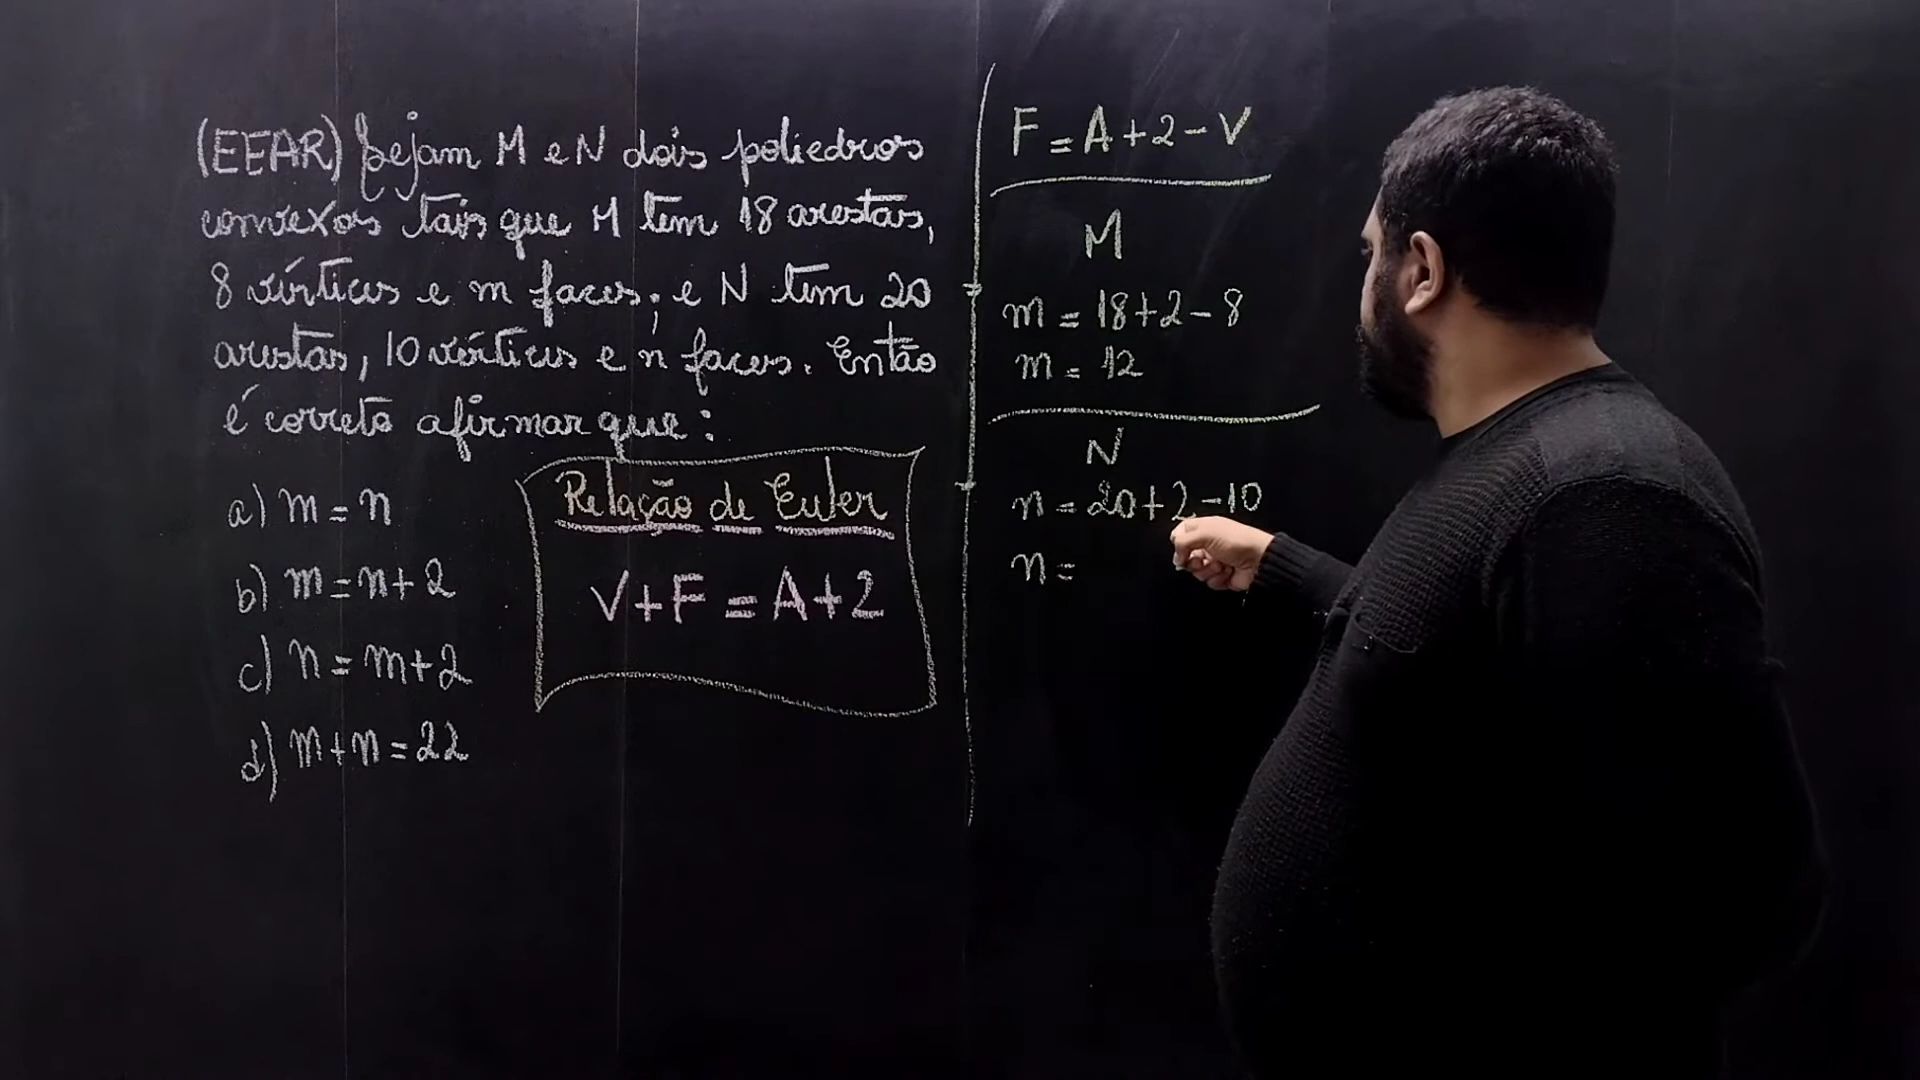 (EEAR) Sejam M e N dois poliedros
convexos tais que M tem 18 arestas,
8 vértices e m faces; e N tem 20
arestas, 10 vértices e n faces. Então
é correto afirmar que:
a) m = n
b) m = n + 2
c) n = m + 2
d) m + n = 22
Relação de Euler
V + F = A + 2
F = A + 2 - V
M
m = 18 + 2 - 8
m = 12
N
n = 20 + 2 - 10
n =